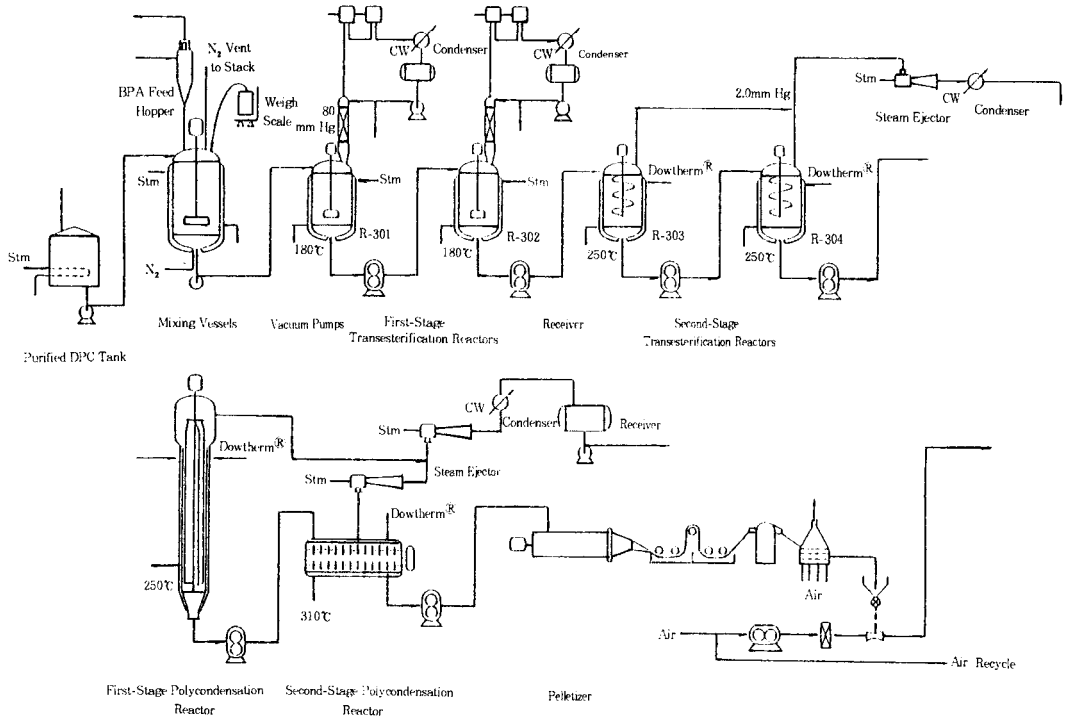 N₂ Vent
to Stack
BPA Feed
Hopper
Weigh
Scale
Stm
Stm
N₂
Purified DPC Tank
Mixing Vessels
80
mm Hg
CW
Condenser
Stm
R-301
180℃
Vacuum Pumps
CW
Condenser
Stm
R-302
180℃
First-Stage
Transesterification Reactors
Receiver
Dowtherm®
R-303
250℃
2.0mm Hg
Dowtherm®
R-304
250℃
Second-Stage
Transesterification Reactors
Stm
Steam Ejector
CW
Condenser
Dowtherm®
250℃
First-Stage Polycondensation
Reactor
Stm
Steam Ejector
Stm
CW
Condenser
Receiver
Dowtherm®
310℃
Second-Stage Polycondensation
Reactor
Pelletizer
Air
Air
Air Recycle